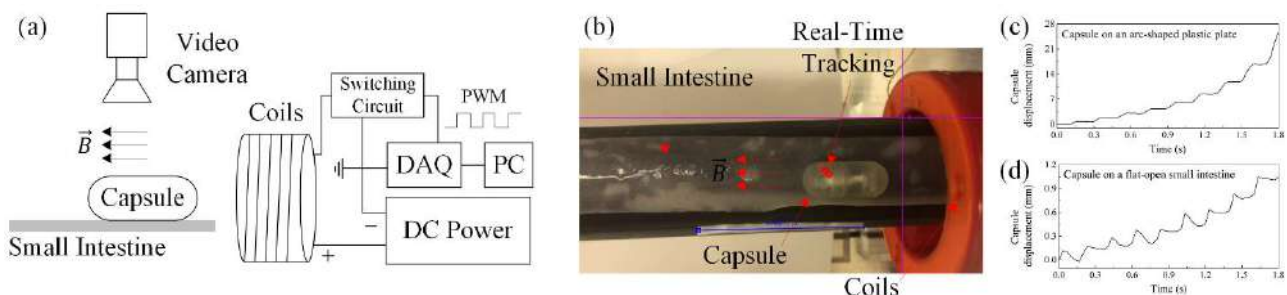 (a)
Video
Camera
Coils
Switching
Circuit
PWM
B
DAQ
PC
Capsule
Small Intestine
DC Power
−
+
(b)
Real-Time
Tracking
Small Intestine
B
Capsule
Coils
(c)
Capsule on an arc-shaped plastic plate
Capsule
displacement (mm)
28
21
14
7
0
0.0 0.3 0.6 0.9 1.2 1.5 1.8
Time (s)
(d)
Capsule on a flat-open small intestine
Capsule
displacement (mm)
1.2
0.9
0.6
0.3
0.0
0.0 0.3 0.6 0.9 1.2 1.5 1.8
Time (s)